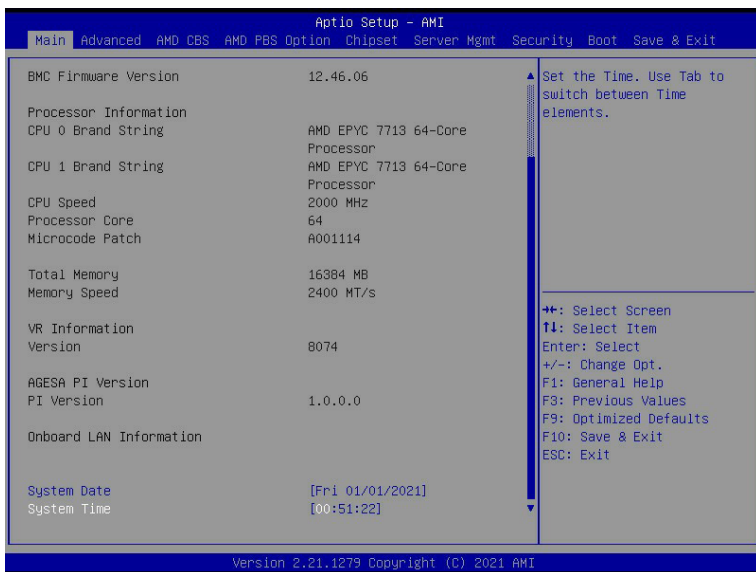 Aptio Setup – AMI
Main Advanced AMD CBS AMD PBS Option Chipset Server Mgmt Security Boot Save & Exit
BMC Firmware Version 12.46.06
Processor Information
CPU 0 Brand String AMD EPYC 7713 64-Core
Processor
CPU 1 Brand String AMD EPYC 7713 64-Core
Processor
CPU Speed 2000 MHz
Processor Core 64
Microcode Patch A001114
Total Memory 16384 MB
Memory Speed 2400 MT/s
VR Information
Version 8074
AGESA PI Version
PI Version 1.0.0.0
Onboard LAN Information
System Date [Fri 01/01/2021]
System Time [00:51:22]
Set the Time. Use Tab to
switch between Time
elements.
→←: Select Screen
↑↓: Select Item
Enter: Select
+/-: Change Opt.
F1: General Help
F3: Previous Values
F9: Optimized Defaults
F10: Save & Exit
ESC: Exit
Version 2.21.1279 Copyright (C) 2021 AMI